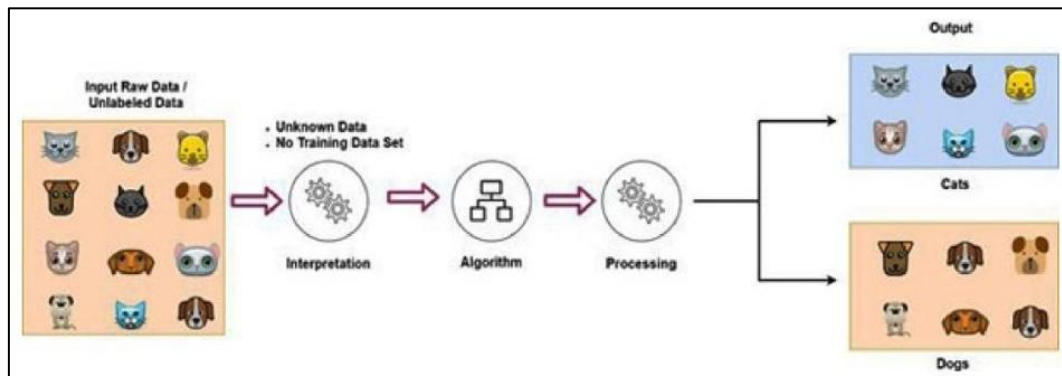 Input Raw Data /
Unlabeled Data
• Unknown Data
• No Training Data Set
Interpretation
Algorithm
Processing
Output
Cats
Dogs